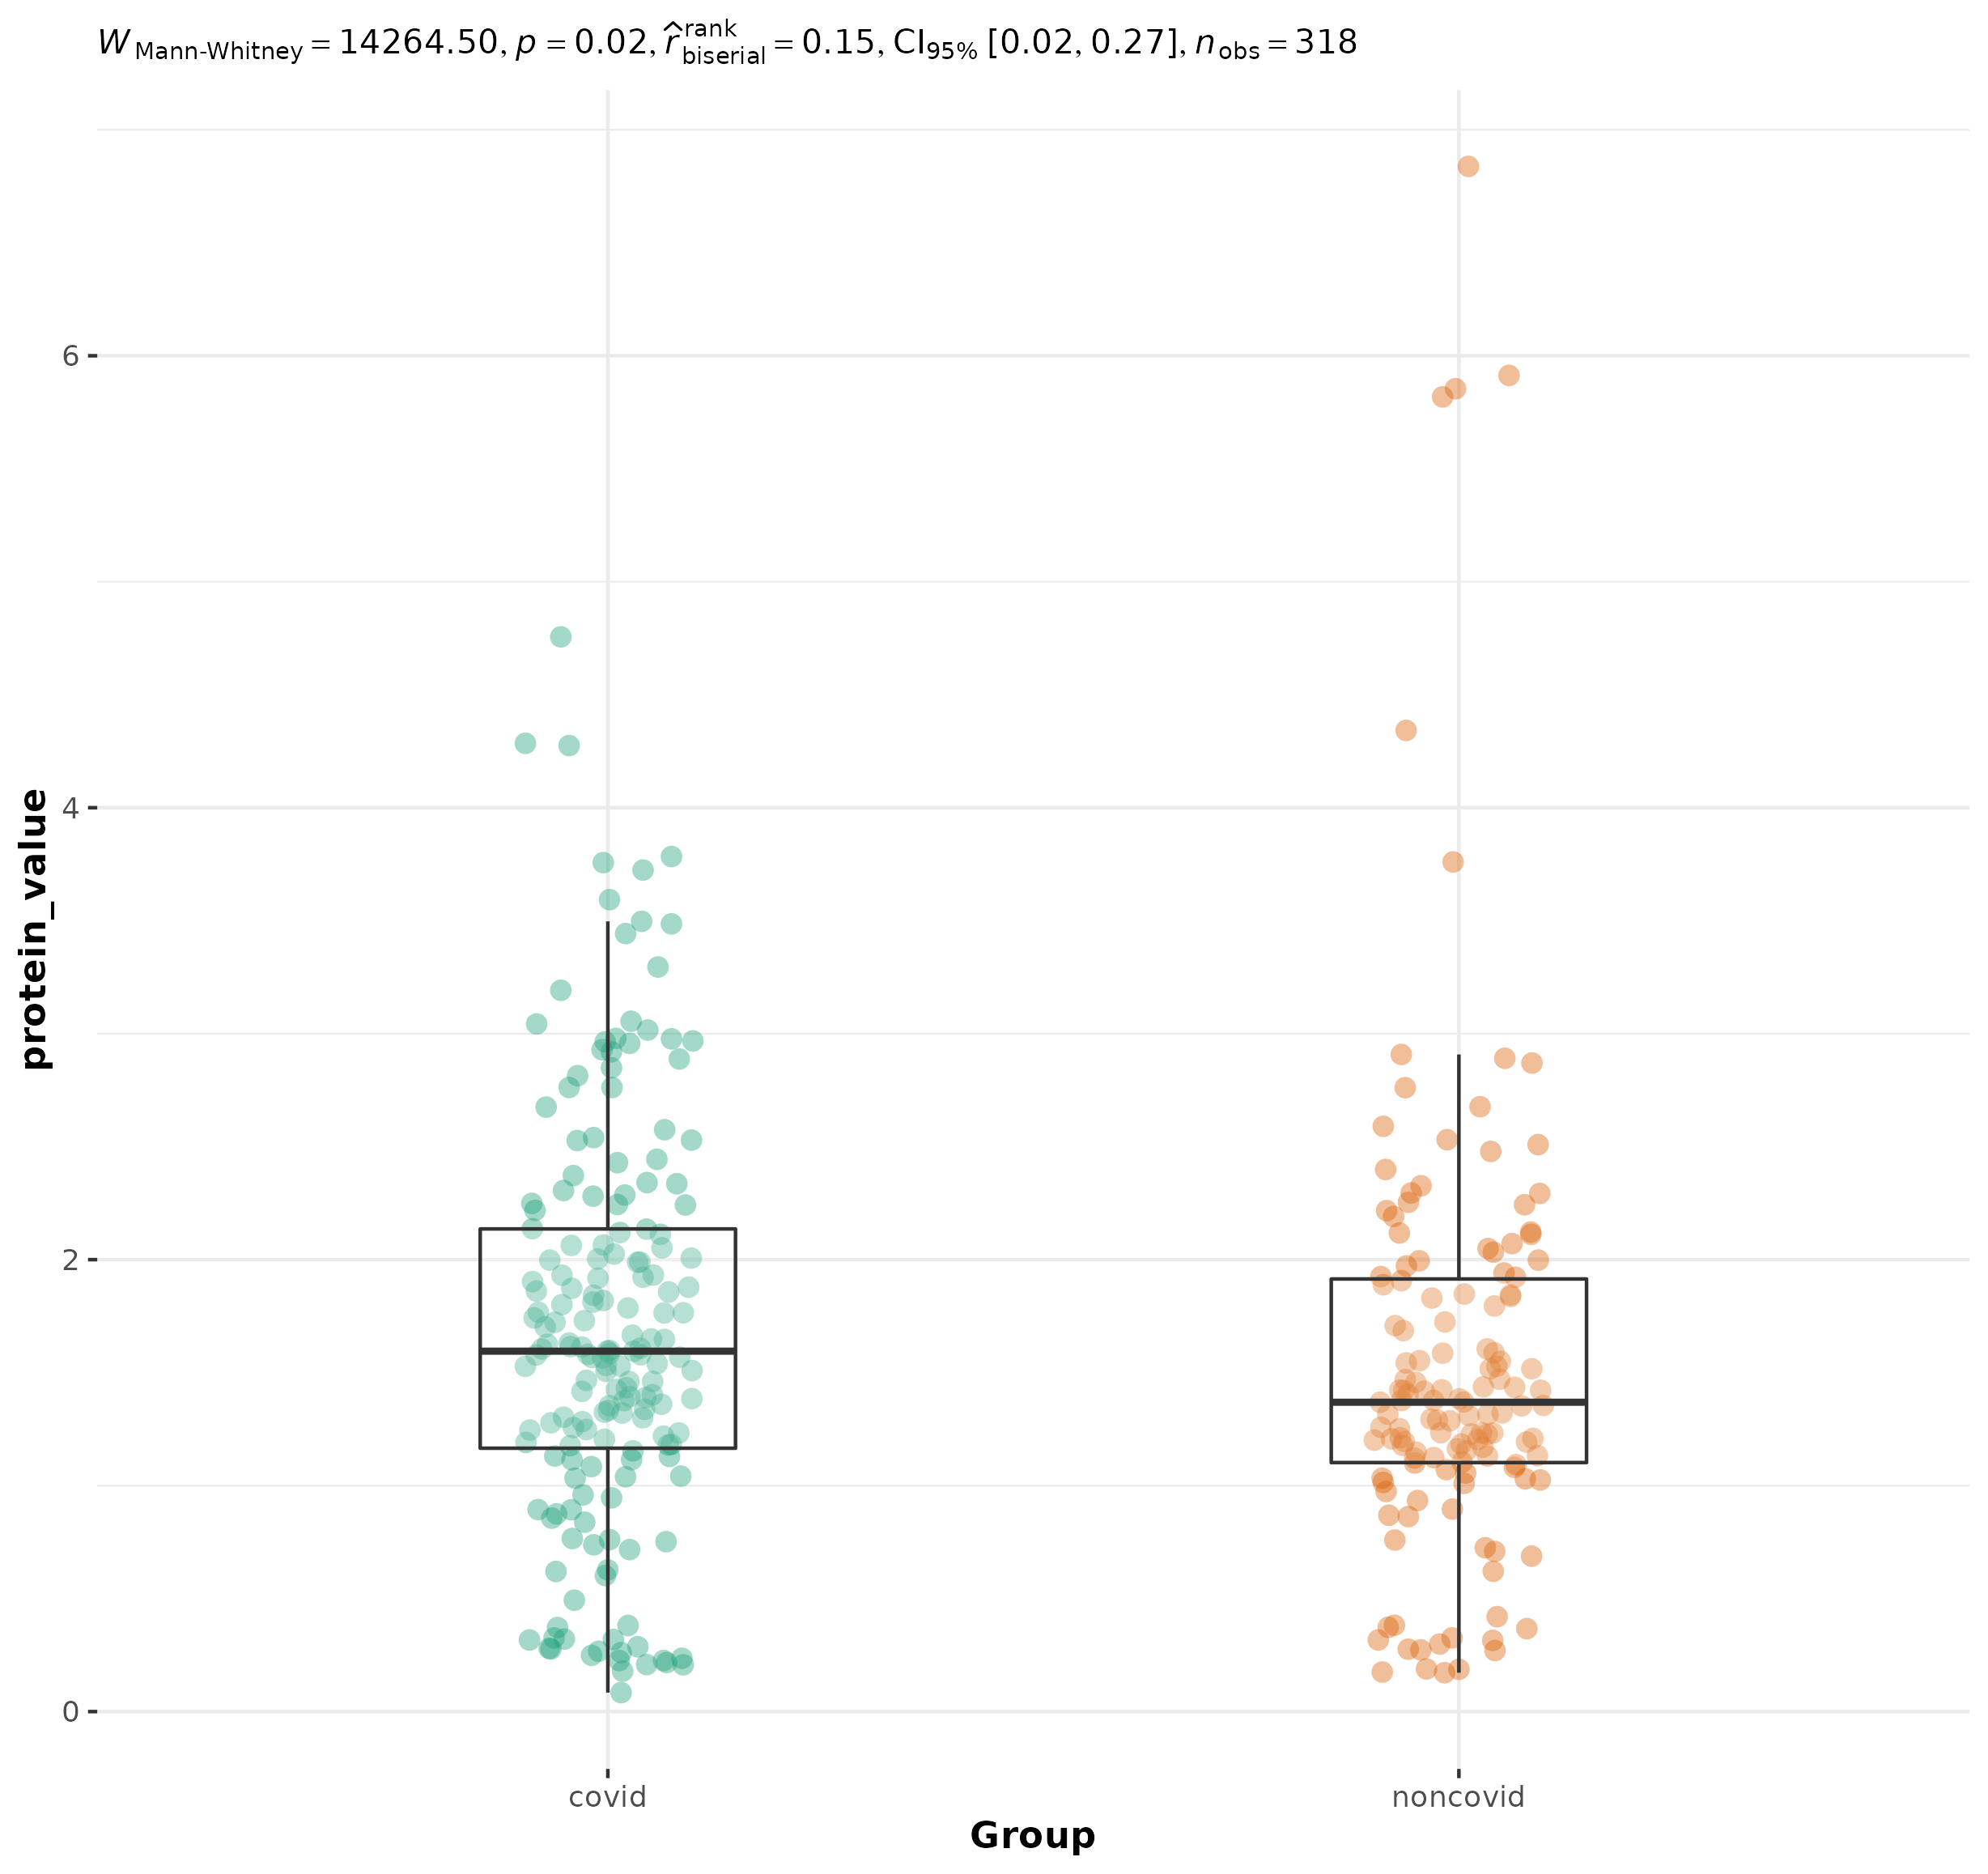 W Mann-Whitney = 14264.50, p = 0.02, r̂ rank biserial = 0.15, CI95% [0.02, 0.27], nobs = 318
6
4
2
0
protein_value
covid noncovid
Group